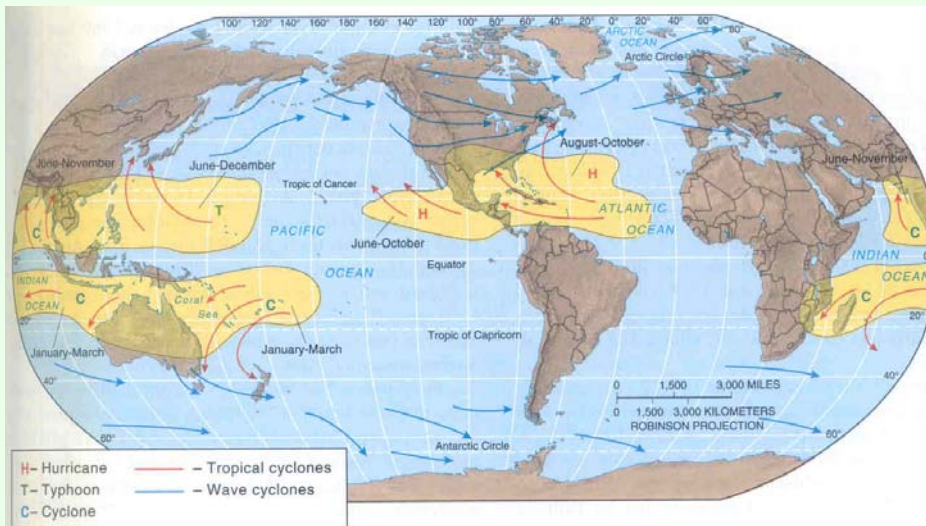 100° 120° 140° 160° 180° 160° 140° 120° 100° 80° 60° 40° 20° 0° 20° 40° 60°
80°
ARCTIC
OCEAN
Arctic Circle
August-October
June-November
June-December
June-November
Tropic of Cancer
H
T
H
ATLANTIC
OCEAN
C
C
PACIFIC
OCEAN
June-October
Equator
INDIAN
OCEAN
0°
INDIAN
OCEAN
Coral
Sea
C
C
20°
20°
January-March
January-March
Tropic of Capricorn
40°
40°
0 1,500 3,000 MILES
0 1,500 3,000 KILOMETERS
ROBINSON PROJECTION
60°
60°
Antarctic Circle
H– Hurricane
T– Typhoon
C– Cyclone
– Tropical cyclones
– Wave cyclones